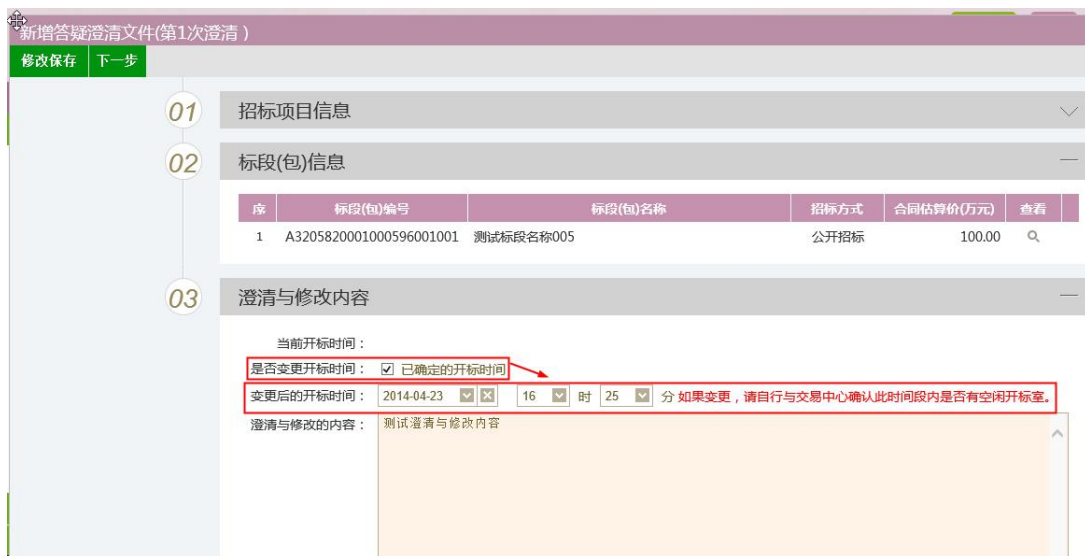 新增答疑澄清文件(第1次澄清 )
修改保存 下一步
01 招标项目信息
02 标段(包)信息
序 标段(包)编号 标段(包)名称 招标方式 合同估算价(万元) 查看
1 A3205820001000596001001 测试标段名称005 公开招标 100.00
03 澄清与修改内容
当前开标时间：
是否变更开标时间： 已确定的开标时间
变更后的开标时间： 2014-04-23 16 时 25 分 如果变更，请自行与交易中心确认此时间段内是否有空闲开标室。
澄清与修改的内容： 测试澄清与修改内容